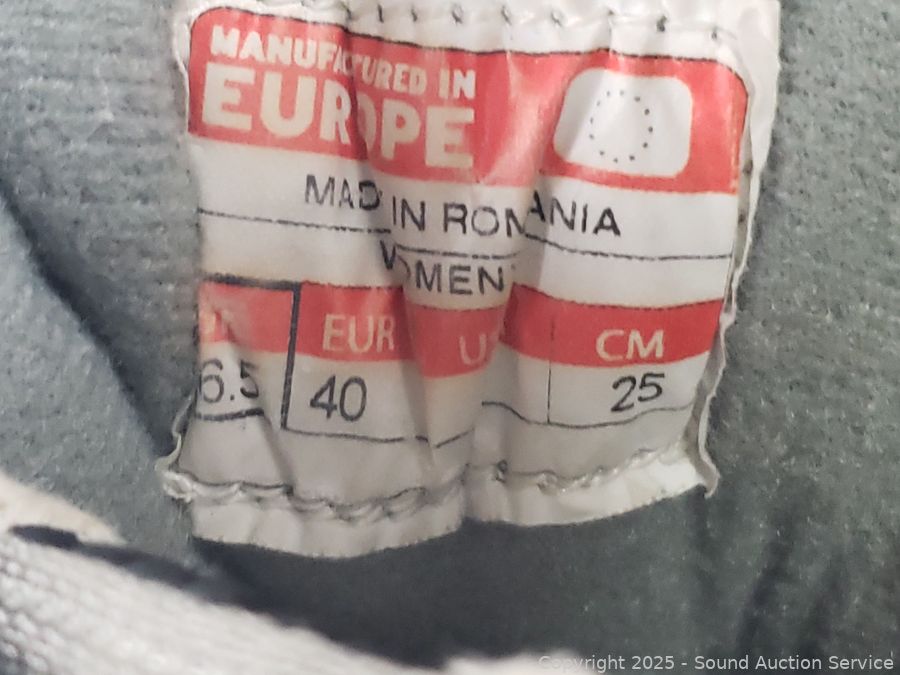 MANUFACTURED IN
EUROPE
MADE IN ROMANIA
WOMEN
EUR CM
6.5 40 25
Copyright 2025 - Sound Auction Service